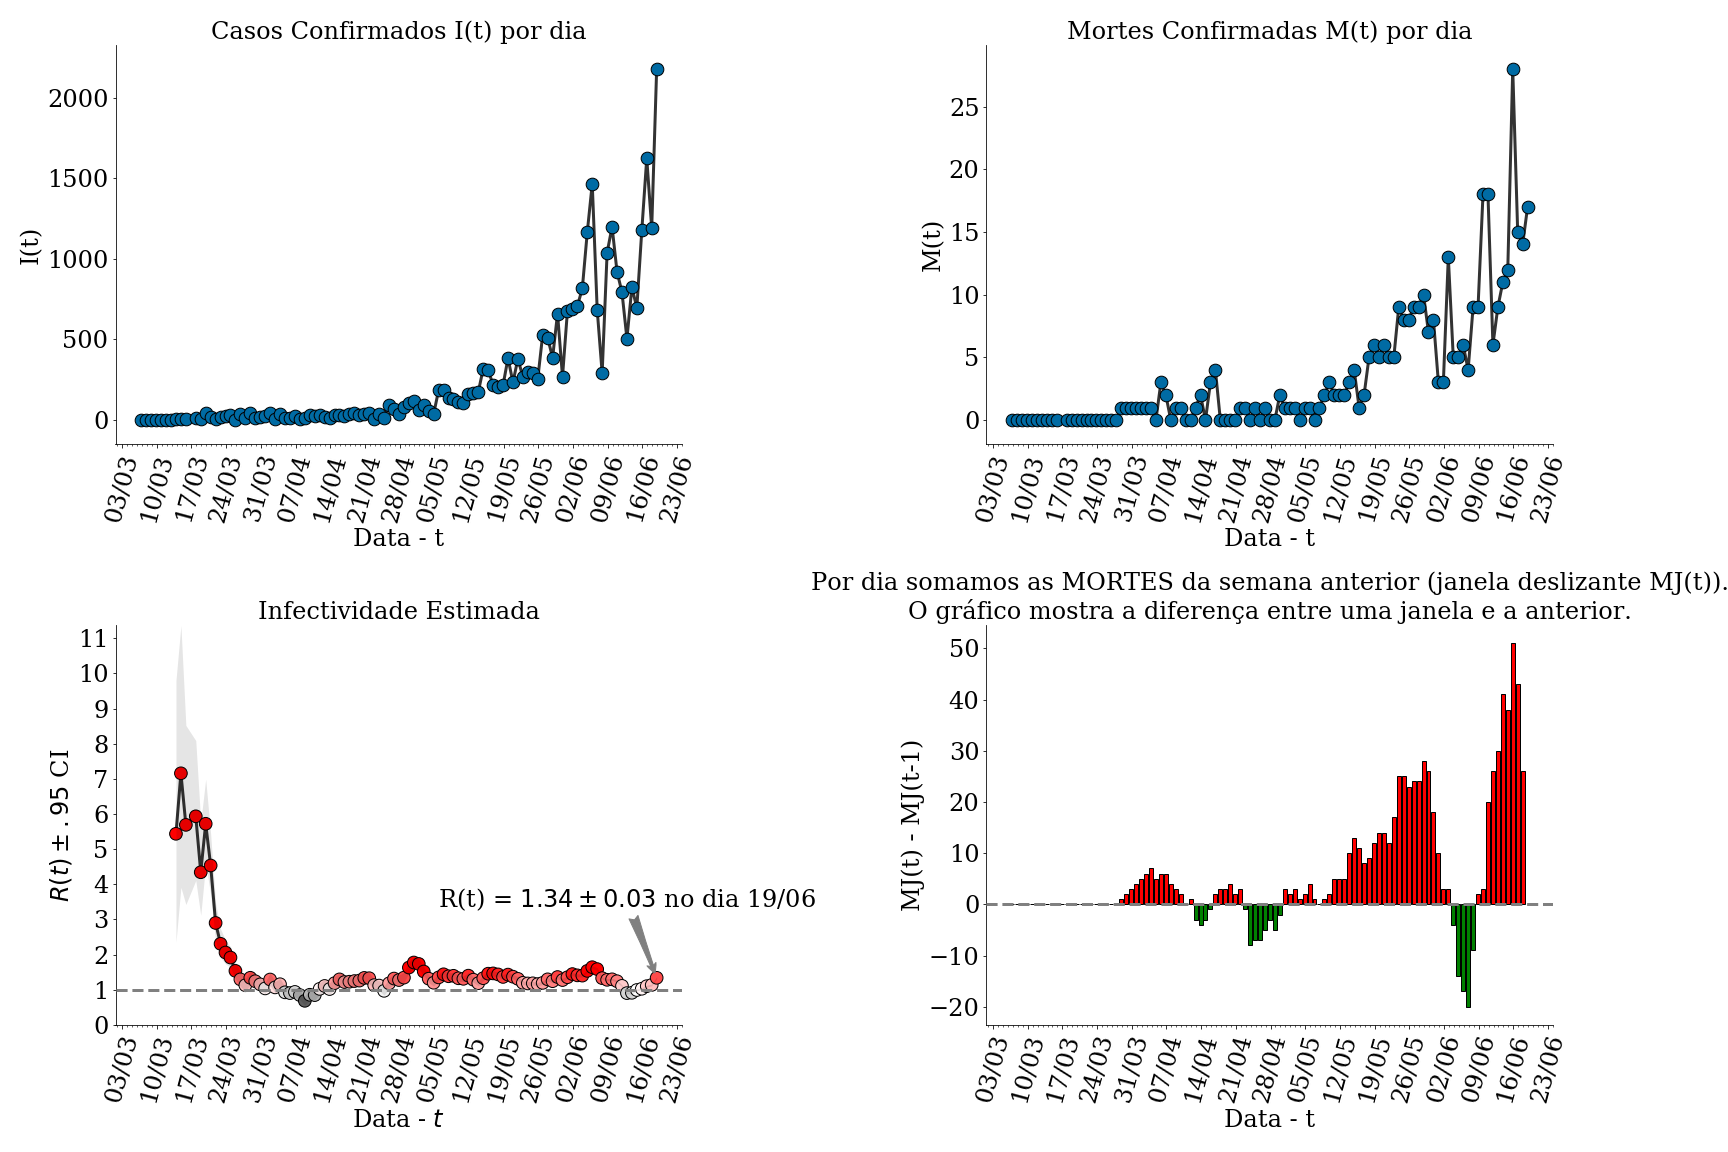 Casos Confirmados I(t) por dia
I(t)
2000
1500
1000
500
0
03/03 10/03 17/03 24/03 31/03 07/04 14/04 21/04 28/04 05/05 12/05 19/05 26/05 02/06 09/06 16/06 23/06
Data - t
Mortes Confirmadas M(t) por dia
M(t)
25
20
15
10
5
0
03/03 10/03 17/03 24/03 31/03 07/04 14/04 21/04 28/04 05/05 12/05 19/05 26/05 02/06 09/06 16/06 23/06
Data - t
Infectividade Estimada
R(t) ± .95 CI
11
10
9
8
7
6
5
4
3
2
1
0
R(t) = 1.34 ± 0.03 no dia 19/06
03/03 10/03 17/03 24/03 31/03 07/04 14/04 21/04 28/04 05/05 12/05 19/05 26/05 02/06 09/06 16/06 23/06
Data - t
Por dia somamos as MORTES da semana anterior (janela deslizante MJ(t)).
O gráfico mostra a diferença entre uma janela e a anterior.
MJ(t) - MJ(t-1)
50
40
30
20
10
0
−10
−20
03/03 10/03 17/03 24/03 31/03 07/04 14/04 21/04 28/04 05/05 12/05 19/05 26/05 02/06 09/06 16/06 23/06
Data - t